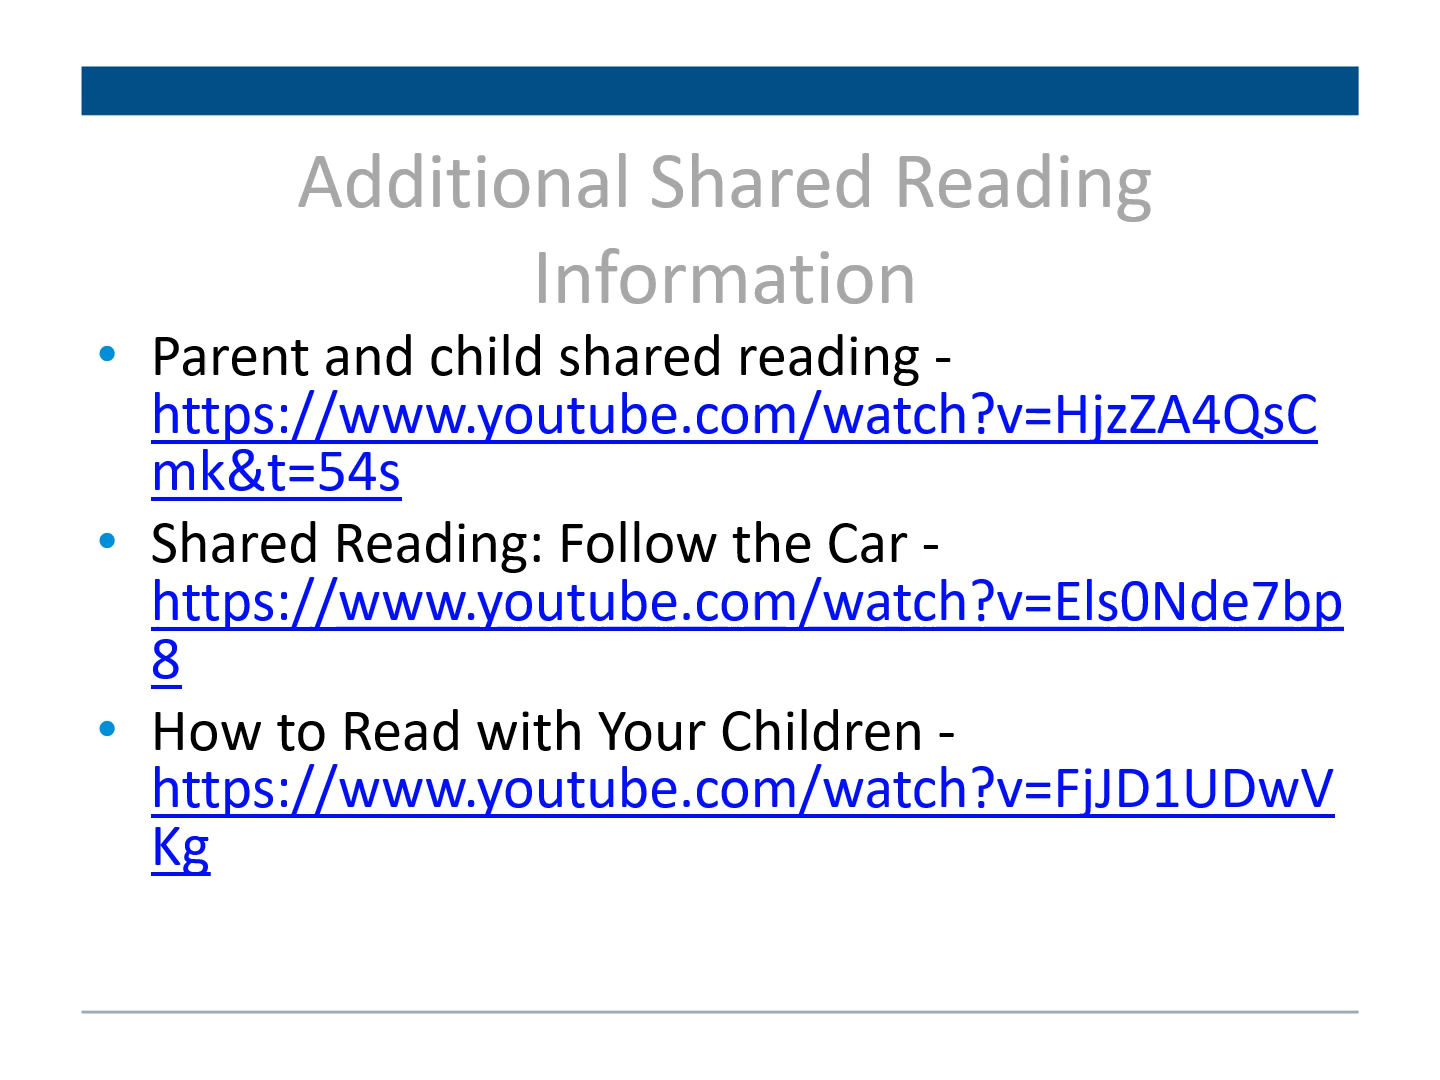 Additional Shared Reading
Information
• Parent and child shared reading -
https://www.youtube.com/watch?v=HjzZA4QsC
mk&t=54s
• Shared Reading: Follow the Car -
https://www.youtube.com/watch?v=Els0Nde7bp
8
• How to Read with Your Children -
https://www.youtube.com/watch?v=FjJD1UDwV
Kg